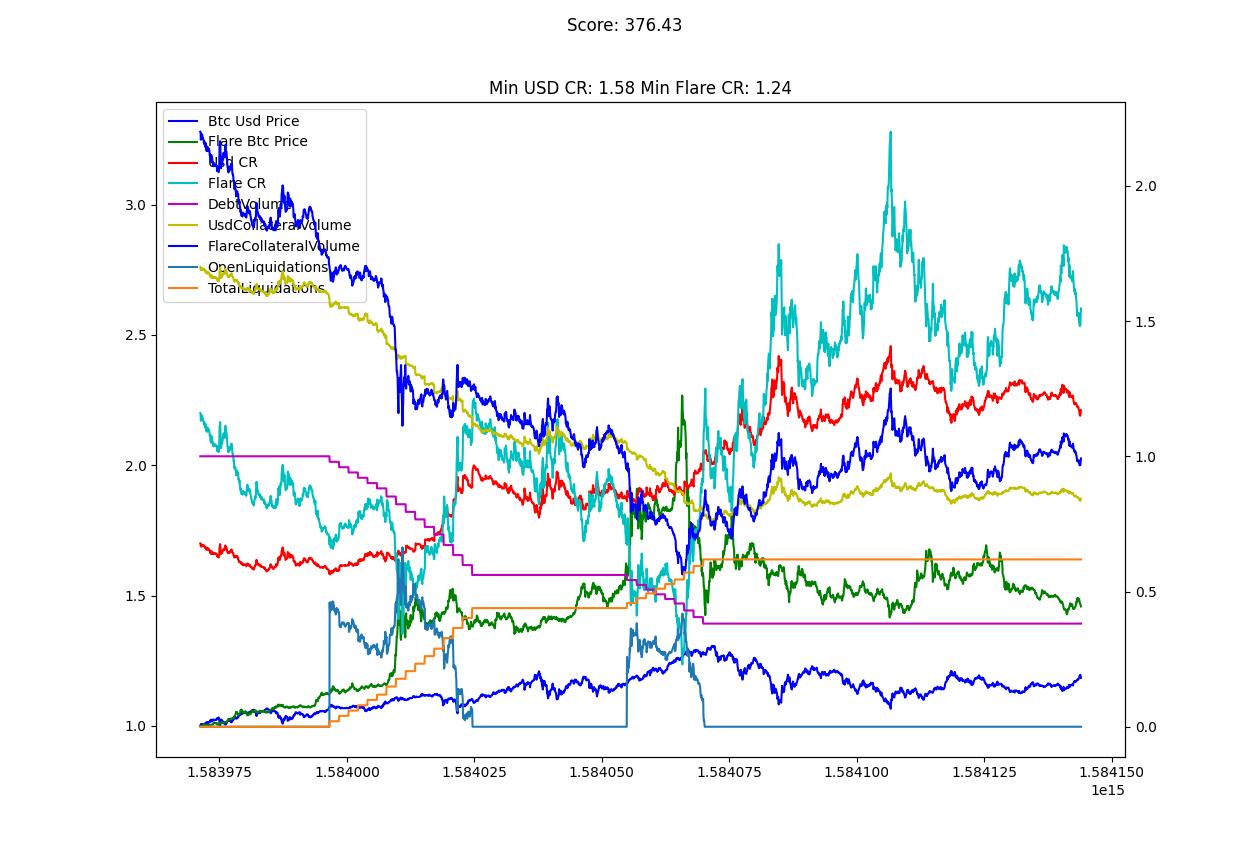 Score: 376.43
Min USD CR: 1.58 Min Flare CR: 1.24
Btc Usd Price
Flare Btc Price
Usd CR
Flare CR
DebtVolume
UsdCollateralVolume
FlareCollateralVolume
OpenLiquidations
TotalLiquidations
3.0
2.5
2.0
1.5
1.0
2.0
1.5
1.0
0.5
0.0
1.583975
1.584000
1.584025
1.584050
1.584075
1.584100
1.584125
1.584150
1e15